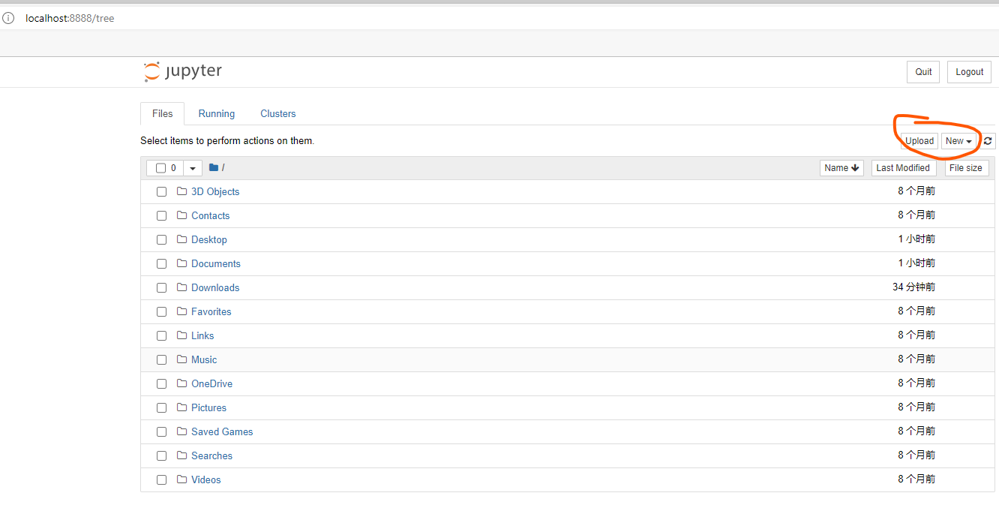 localhost:8888/tree
jupyter
Quit Logout
Files Running Clusters
Select items to perform actions on them.
Upload New
0 / Name Last Modified File size
3D Objects 8 个月前
Contacts 8 个月前
Desktop 1 小时前
Documents 1 小时前
Downloads 34 分钟前
Favorites 8 个月前
Links 8 个月前
Music 8 个月前
OneDrive 8 个月前
Pictures 8 个月前
Saved Games 8 个月前
Searches 8 个月前
Videos 8 个月前